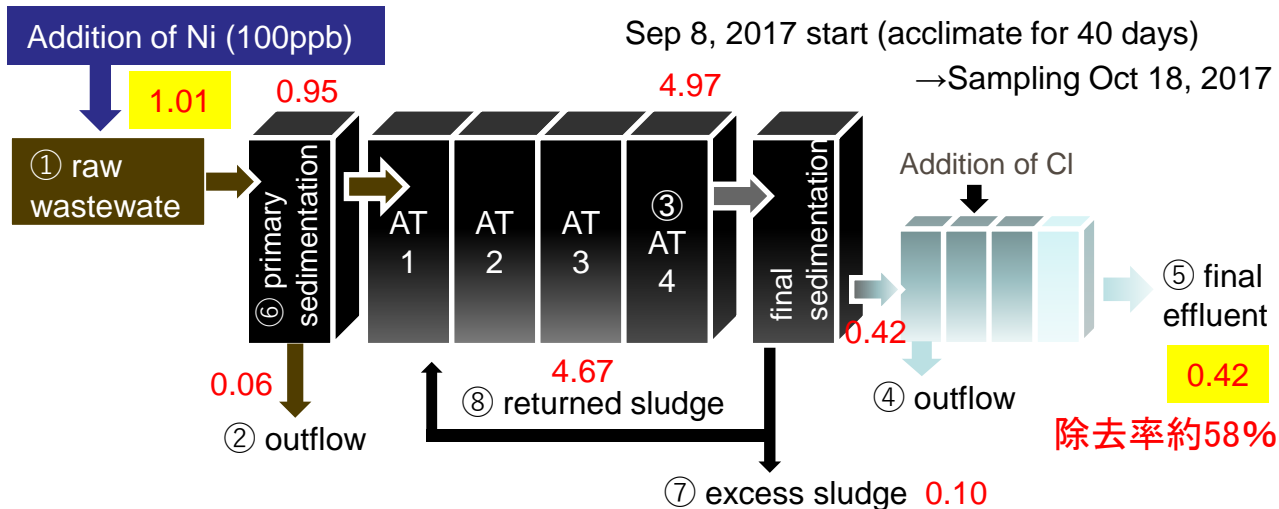 Addition of Ni (100ppb)
Sep 8, 2017 start (acclimate for 40 days)
→Sampling Oct 18, 2017
1.01
0.95
4.97
① raw
wastewate
⑥ primary
sedimentation
AT
1
AT
2
AT
3
③
AT
4
final
sedimentation
Addition of Cl
⑤ final
effluent
0.42
0.42
除去率約58%
0.06
② outflow
4.67
⑧ returned sludge
④ outflow
⑦ excess sludge 0.10